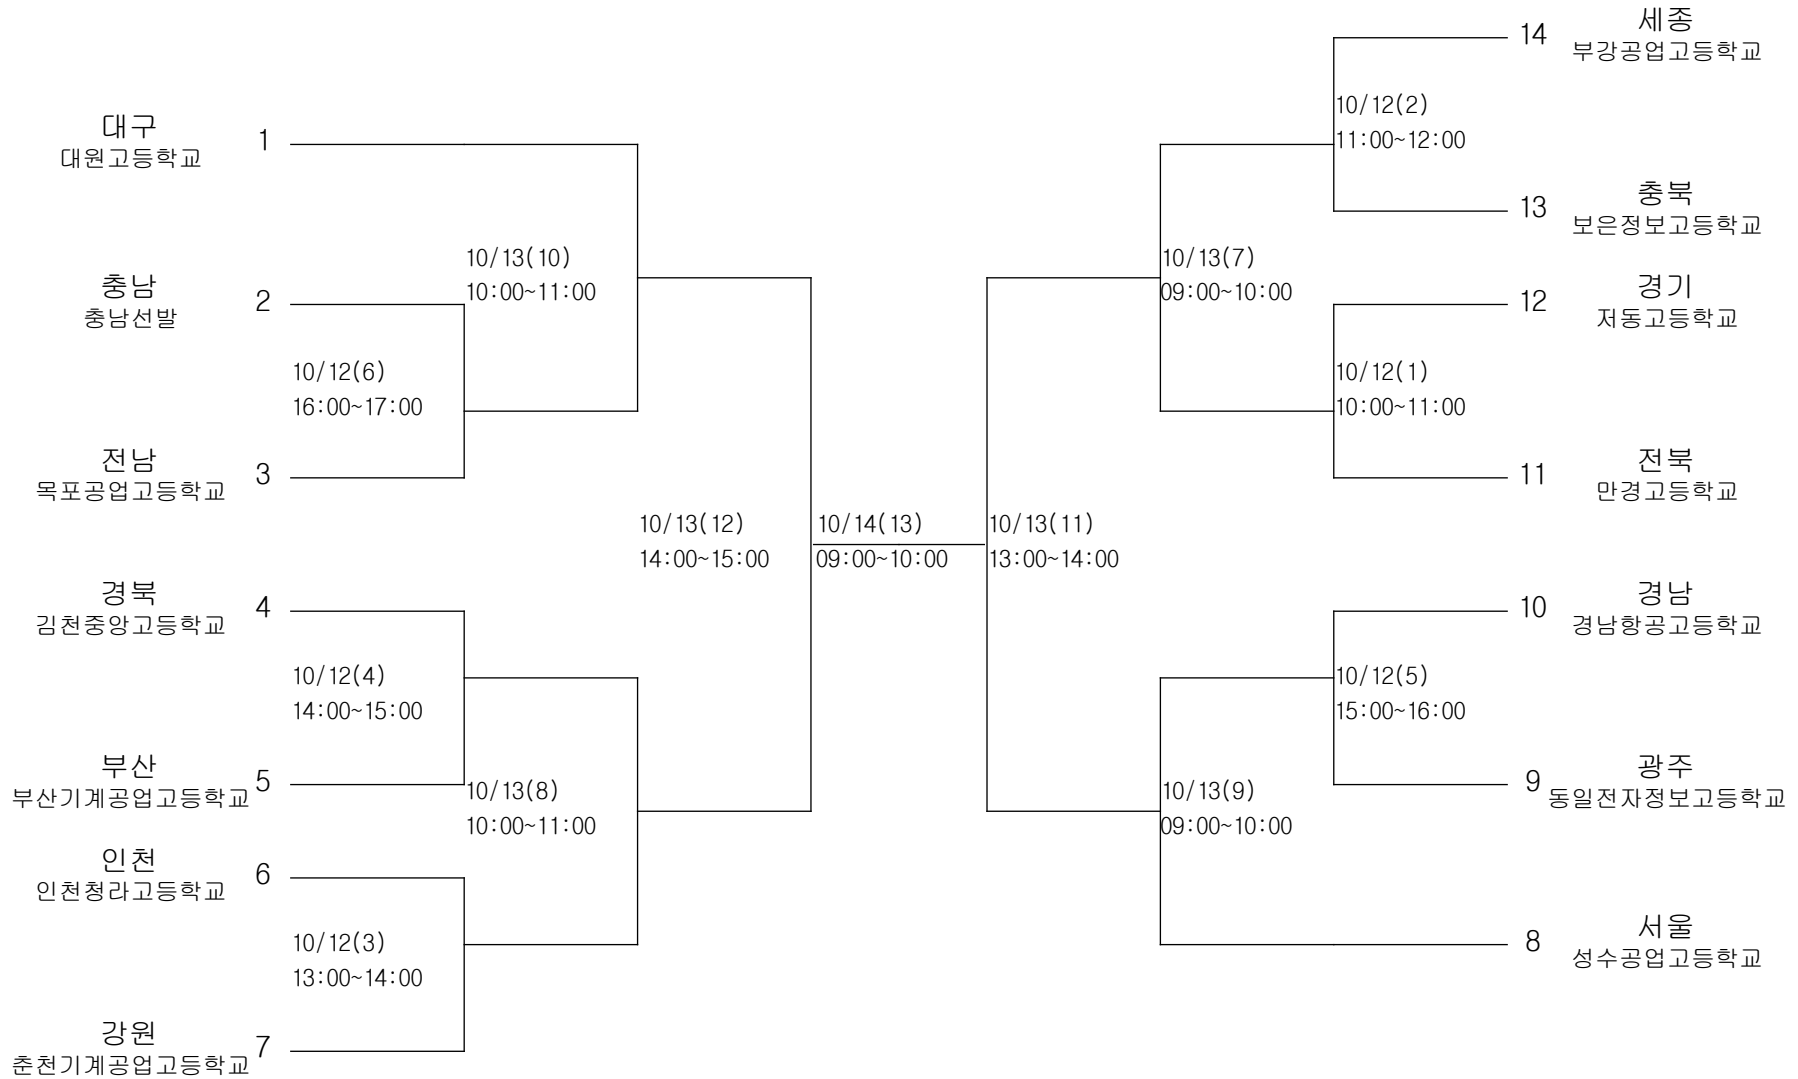 대구
대원고등학교
1
충남
충남선발
2
전남
목포공업고등학교
3
경북
김천중앙고등학교
4
부산
부산기계공업고등학교
5
인천
인천청라고등학교
6
강원
춘천기계공업고등학교
7
10/12(6)
16:00~17:00
10/12(4)
14:00~15:00
10/12(3)
13:00~14:00
10/13(10)
10:00~11:00
10/13(8)
10:00~11:00
10/13(12)
14:00~15:00
10/14(13)
09:00~10:00
10/13(11)
13:00~14:00
10/13(7)
09:00~10:00
10/13(9)
09:00~10:00
10/12(2)
11:00~12:00
10/12(1)
10:00~11:00
10/12(5)
15:00~16:00
14
세종
부강공업고등학교
13
충북
보은정보고등학교
12
경기
저동고등학교
11
전북
만경고등학교
10
경남
경남항공고등학교
9
광주
동일전자정보고등학교
8
서울
성수공업고등학교